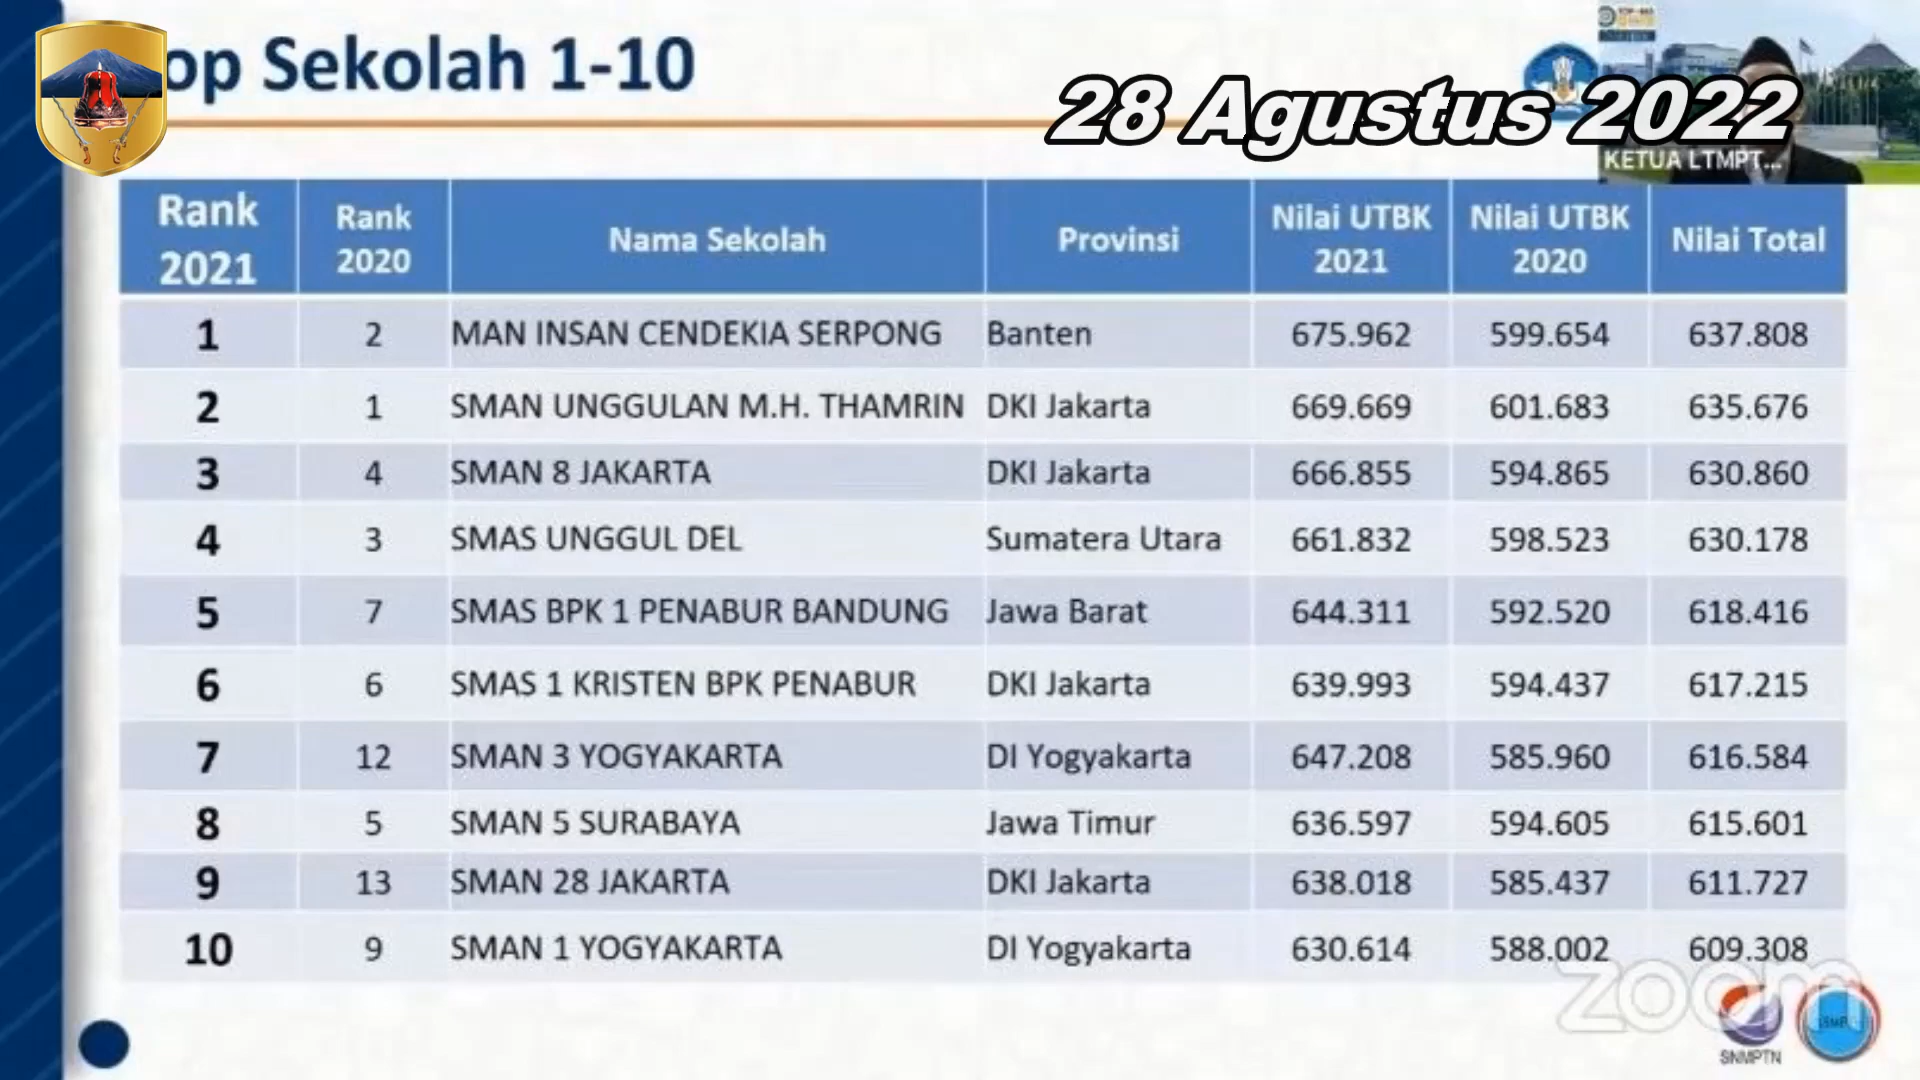 op Sekolah 1-10
28 Agustus 2022
KETUA LTMPT...
Rank 2021 Rank 2020 Nama Sekolah Provinsi Nilai UTBK 2021 Nilai UTBK 2020 Nilai Total
1 2 MAN INSAN CENDEKIA SERPONG Banten 675.962 599.654 637.808
2 1 SMAN UNGGULAN M.H. THAMRIN DKI Jakarta 669.669 601.683 635.676
3 4 SMAN 8 JAKARTA DKI Jakarta 666.855 594.865 630.860
4 3 SMAS UNGGUL DEL Sumatera Utara 661.832 598.523 630.178
5 7 SMAS BPK 1 PENABUR BANDUNG Jawa Barat 644.311 592.520 618.416
6 6 SMAS 1 KRISTEN BPK PENABUR DKI Jakarta 639.993 594.437 617.215
7 12 SMAN 3 YOGYAKARTA DI Yogyakarta 647.208 585.960 616.584
8 5 SMAN 5 SURABAYA Jawa Timur 636.597 594.605 615.601
9 13 SMAN 28 JAKARTA DKI Jakarta 638.018 585.437 611.727
10 9 SMAN 1 YOGYAKARTA DI Yogyakarta 630.614 588.002 609.308
zoom
SNMPTN